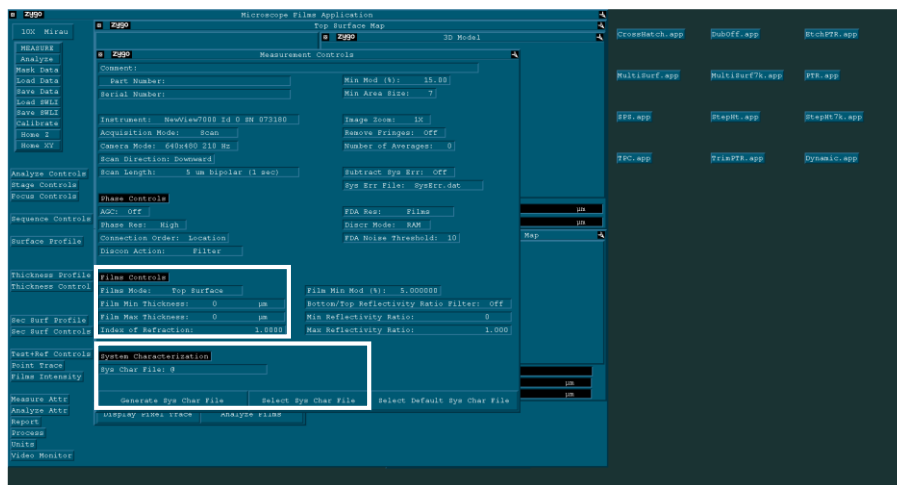 zygo Microscope Films Application
10X Mirau
MEASURE
Analyze
Mask Data
Load Data
Save Data
Load SWLI
Save SWLI
Calibrate
Home Z
Home XY
Analyze Controls
Stage Controls
Focus Controls
Sequence Controls
Surface Profile
Thickness Profile
Thickness Control
Sec Surf Profile
Sec Surf Controls
Test+Ref Controls
Point Trace
Films Intensity
Measure Attr
Analyze Attr
Report
Process
Units
Video Monitor
zygo Top Surface Map
zygo 3D Model
zygo Measurement Controls
Comment:
Part Number:
Serial Number:
Min Mod (%): 15.00
Min Area Size: 7
Instrument: NewView7000 Id 0 SN 073180
Acquisition Mode: Scan
Camera Mode: 640x480 210 Hz
Scan Direction: Downward
Scan Length: 5 um bipolar (1 sec)
Image Zoom: 1X
Remove Fringes: Off
Number of Averages: 0
Subtract Sys Err: Off
Sys Err File: SysErr.dat
Phase Controls
AGC: Off
Phase Res: High
Connection Order: Location
Discon Action: Filter
FDA Res: Films
Discr Mode: RAM
FDA Noise Threshold: 10
Films Controls
Films Mode: Top Surface
Film Min Thickness: 0 µm
Film Max Thickness: 0 µm
Index of Refraction: 1.0000
Film Min Mod (%): 5.000000
Bottom/Top Reflectivity Ratio Filter: Off
Min Reflectivity Ratio: 0
Max Reflectivity Ratio: 1.000
System Characterization
Sys Char File: @
Generate Sys Char File
Select Sys Char File
Select Default Sys Char File
Display Pixel Trace
Analyze Films
µm
µm
Map
µm
µm
CrossHatch.app
DubOff.app
EtchPTR.app
MultiSurf.app
MultiSurf7k.app
PTR.app
SPS.app
StepHt.app
StepHt7k.app
TPC.app
TrimPTR.app
Dynamic.app